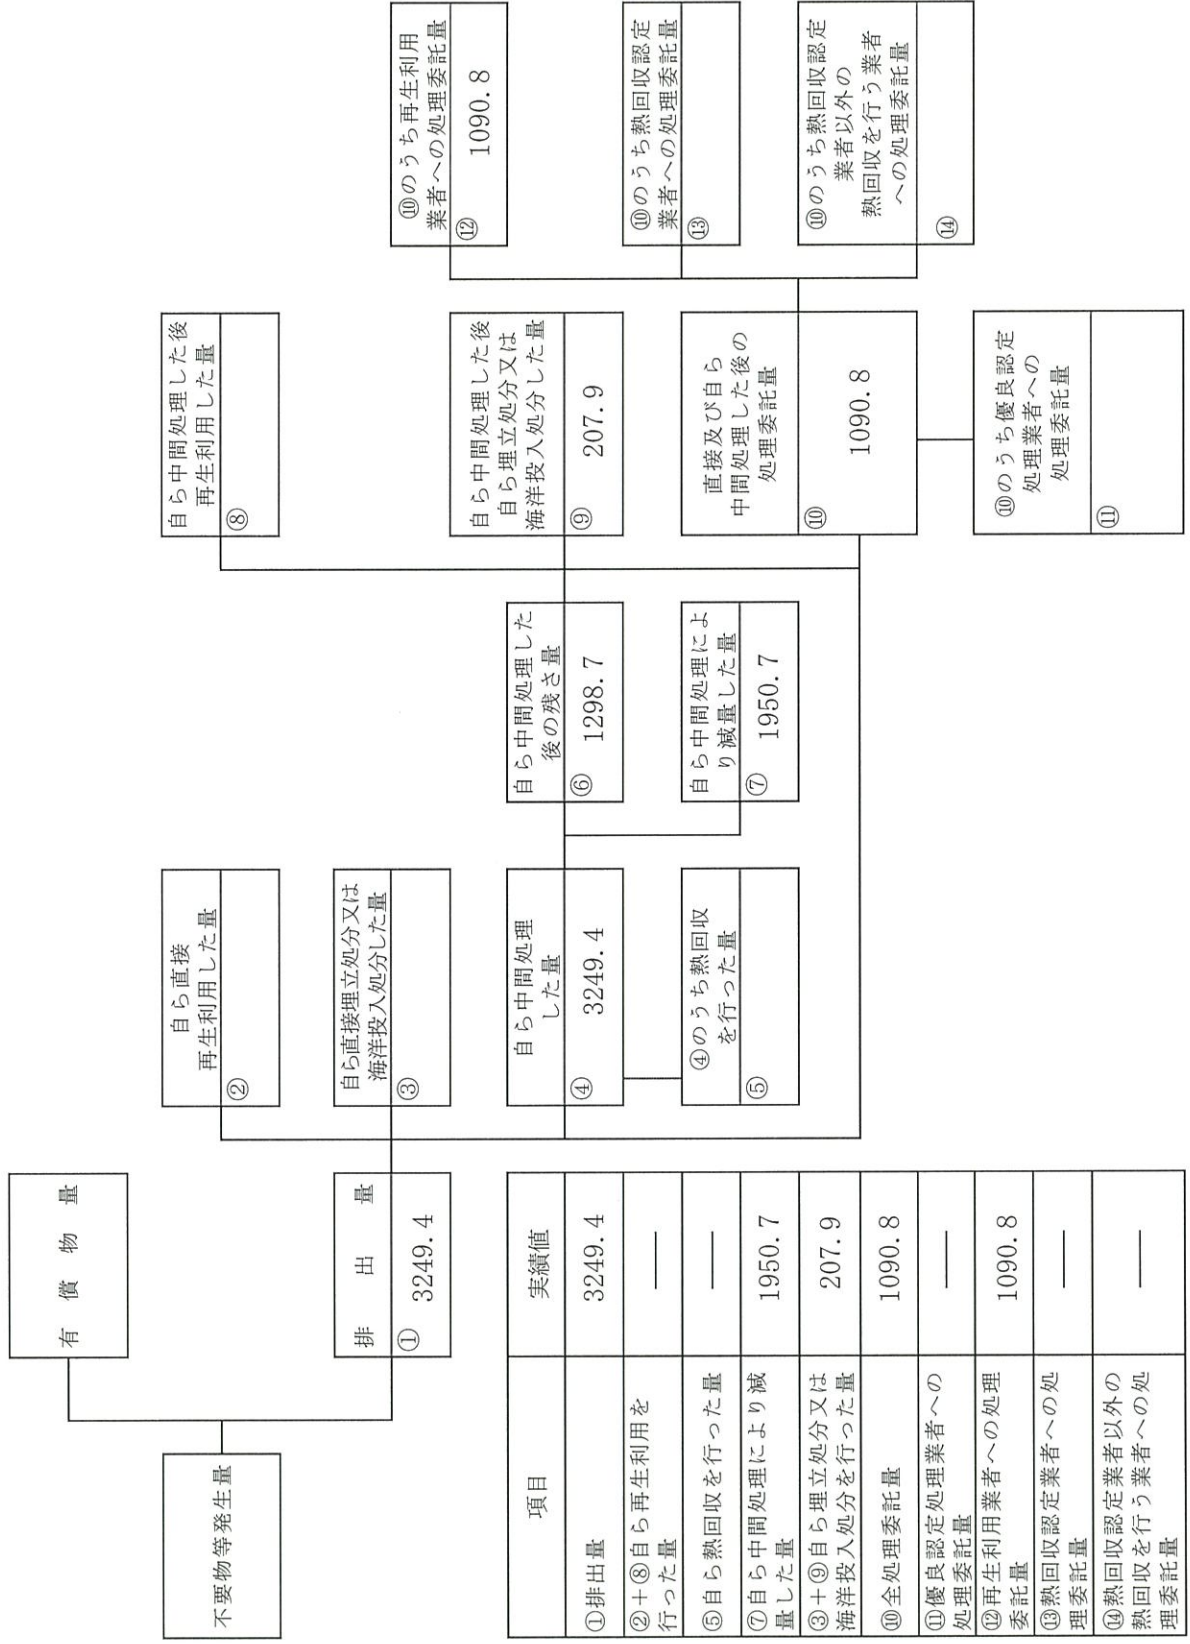 不要物等発生量
有償物量
排出量
① 3249.4
自ら直接
再生利用した量
②
自ら直接埋立処分又は
海洋投入処分した量
③
自ら中間処理
した量
④ 3249.4
④のうち熱回収
を行った量
⑤
自ら中間処理した
後の残さ量
⑥ 1298.7
自ら中間処理によ
り減量した量
⑦ 1950.7
自ら中間処理した後
再生利用した量
⑧
自ら中間処理した後
自ら埋立処分又は
海洋投入処分した量
⑨ 207.9
直接及び自ら
中間処理した後の
処理委託量
⑩ 1090.8
⑩のうち優良認定
処理業者への
処理委託量
⑪
⑩のうち再生利用
業者への処理委託量
⑫ 1090.8
⑩のうち熱回収認定
業者への処理委託量
⑬
⑩のうち熱回収認定
業者以外の
熱回収を行う業者
への処理委託量
⑭
項目 実績値
①排出量 3249.4
②+⑧自ら再生利用を
行った量 ―
⑤自ら熱回収を行った量 ―
⑦自ら中間処理により減
量した量 1950.7
③+⑨自ら埋立処分又は
海洋投入処分を行った量 207.9
⑩全処理委託量 1090.8
⑪優良認定処理業者への
処理委託量 ―
⑫再生利用業者への処理
委託量 1090.8
⑬熱回収認定業者への処
理委託量 ―
⑭熱回収認定業者以外の
熱回収を行う業者への処
理委託量 ―